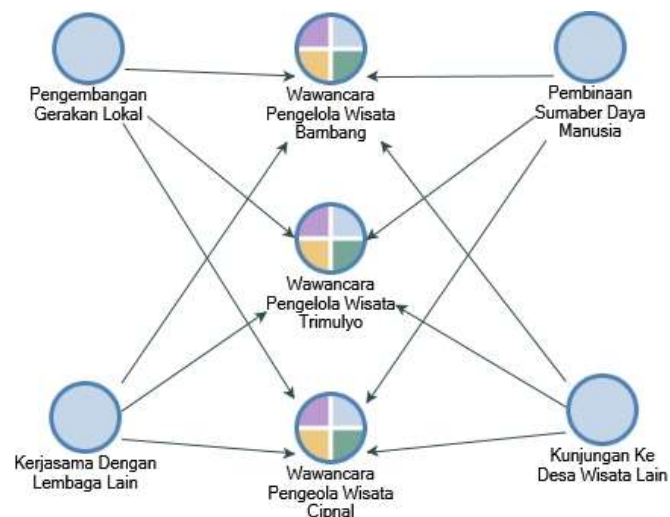 Pengembangan
Gerakan Lokal
Wawancara
Pengelola Wisata
Bambang
Pembinaan
Sumaber Daya
Manusia
Wawancara
Pengelola Wisata
Trimulyo
Kerjasama Dengan
Lembaga Lain
Wawancara
Pengeola Wisata
Cipnal
Kunjungan Ke
Desa Wisata Lain